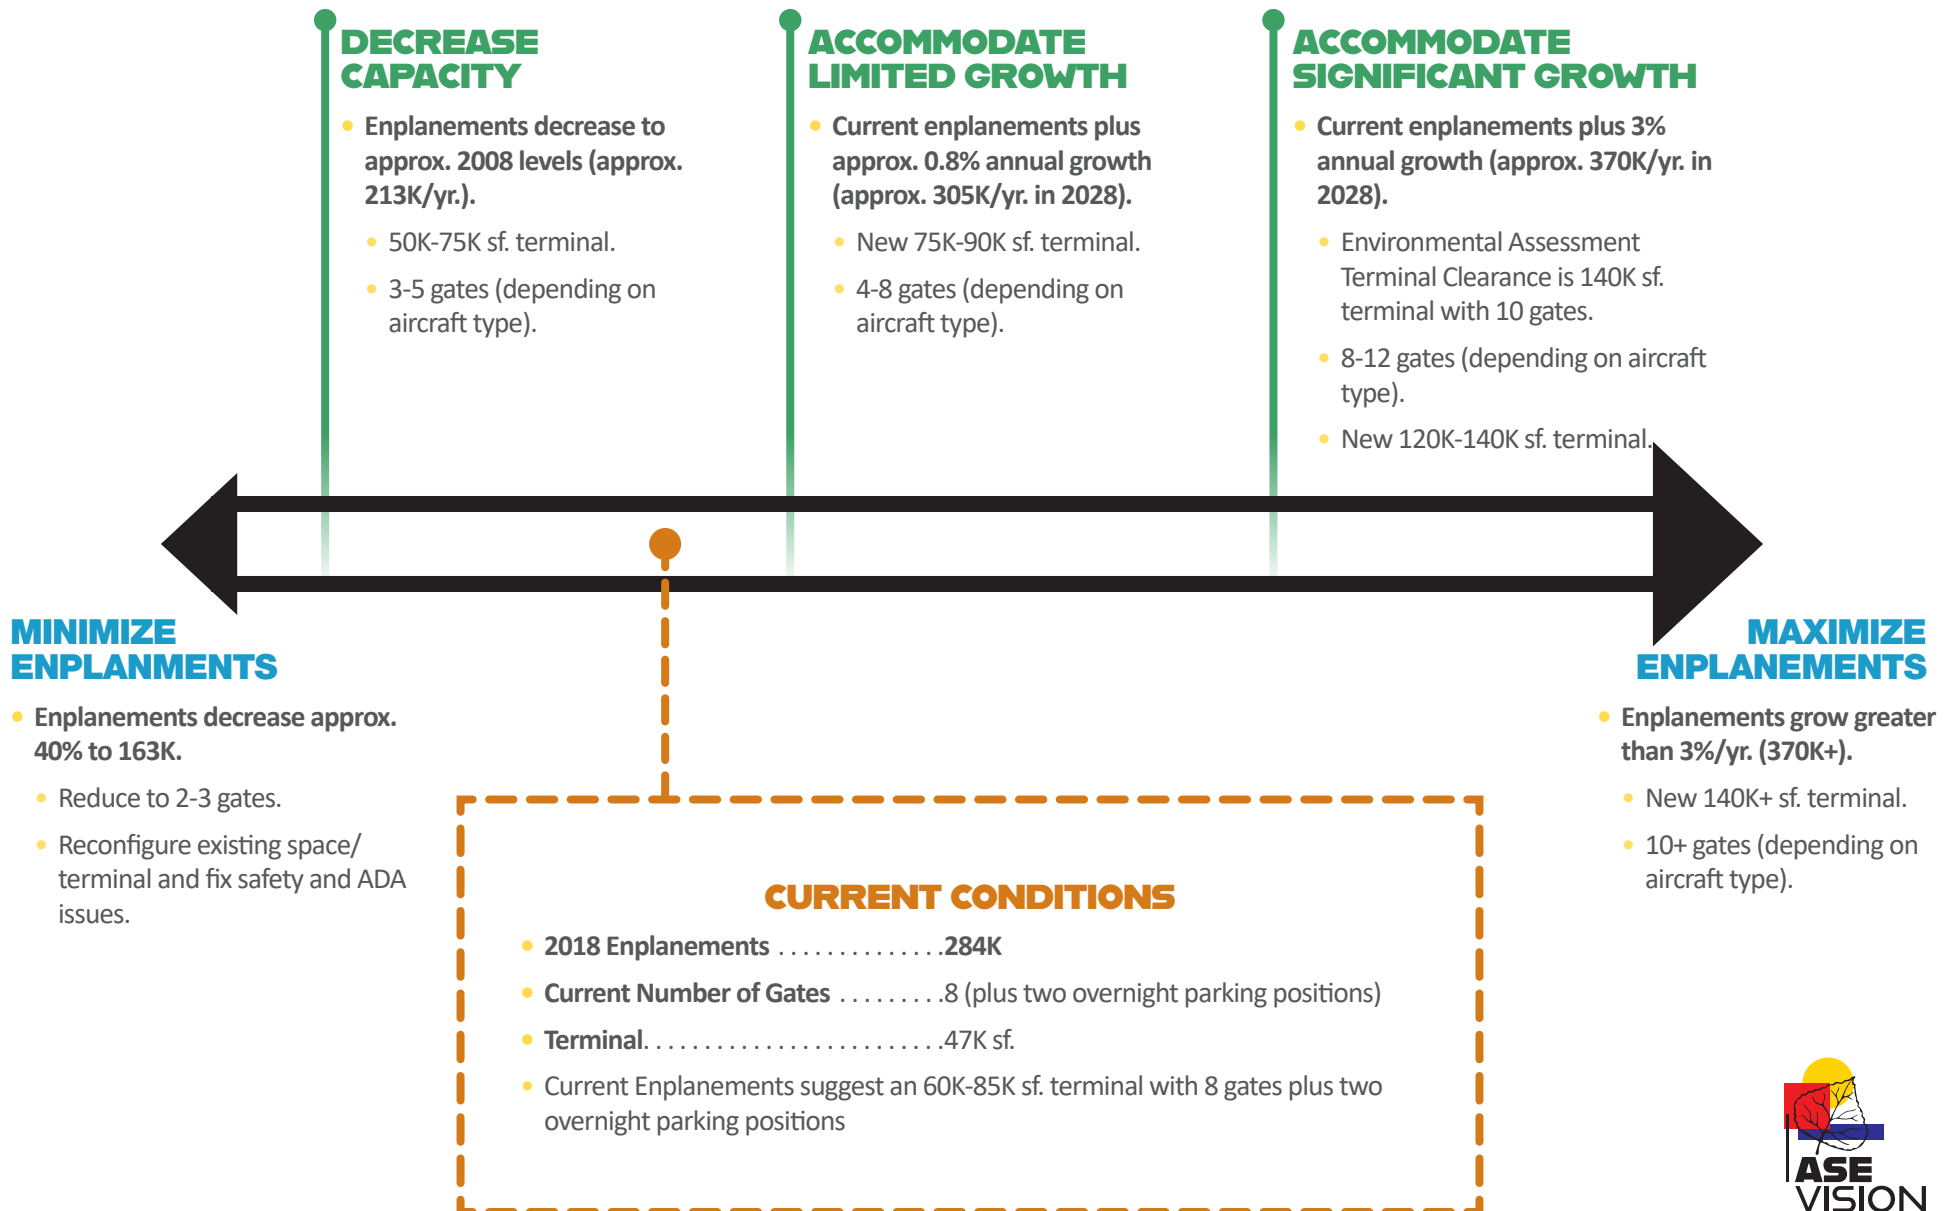 DECREASE
CAPACITY
• Enplanements decrease to
approx. 2008 levels (approx.
213K/yr.).
• 50K-75K sf. terminal.
• 3-5 gates (depending on
aircraft type).
ACCOMMODATE
LIMITED GROWTH
• Current enplanements plus
approx. 0.8% annual growth
(approx. 305K/yr. in 2028).
• New 75K-90K sf. terminal.
• 4-8 gates (depending on
aircraft type).
ACCOMMODATE
SIGNIFICANT GROWTH
• Current enplanements plus 3%
annual growth (approx. 370K/yr. in
2028).
• Environmental Assessment
Terminal Clearance is 140K sf.
terminal with 10 gates.
• 8-12 gates (depending on aircraft
type).
• New 120K-140K sf. terminal.
MINIMIZE
ENPLANMENTS
• Enplanements decrease approx.
40% to 163K.
• Reduce to 2-3 gates.
• Reconfigure existing space/
terminal and fix safety and ADA
issues.
MAXIMIZE
ENPLANEMENTS
• Enplanements grow greater
than 3%/yr. (370K+).
• New 140K+ sf. terminal.
• 10+ gates (depending on
aircraft type).
CURRENT CONDITIONS
• 2018 Enplanements . . . . . . . . . . . . . .284K
• Current Number of Gates . . . . . . . . .8 (plus two overnight parking positions)
• Terminal. . . . . . . . . . . . . . . . . . . . . . . . .47K sf.
• Current Enplanements suggest an 60K-85K sf. terminal with 8 gates plus two
overnight parking positions
ASE
VISION